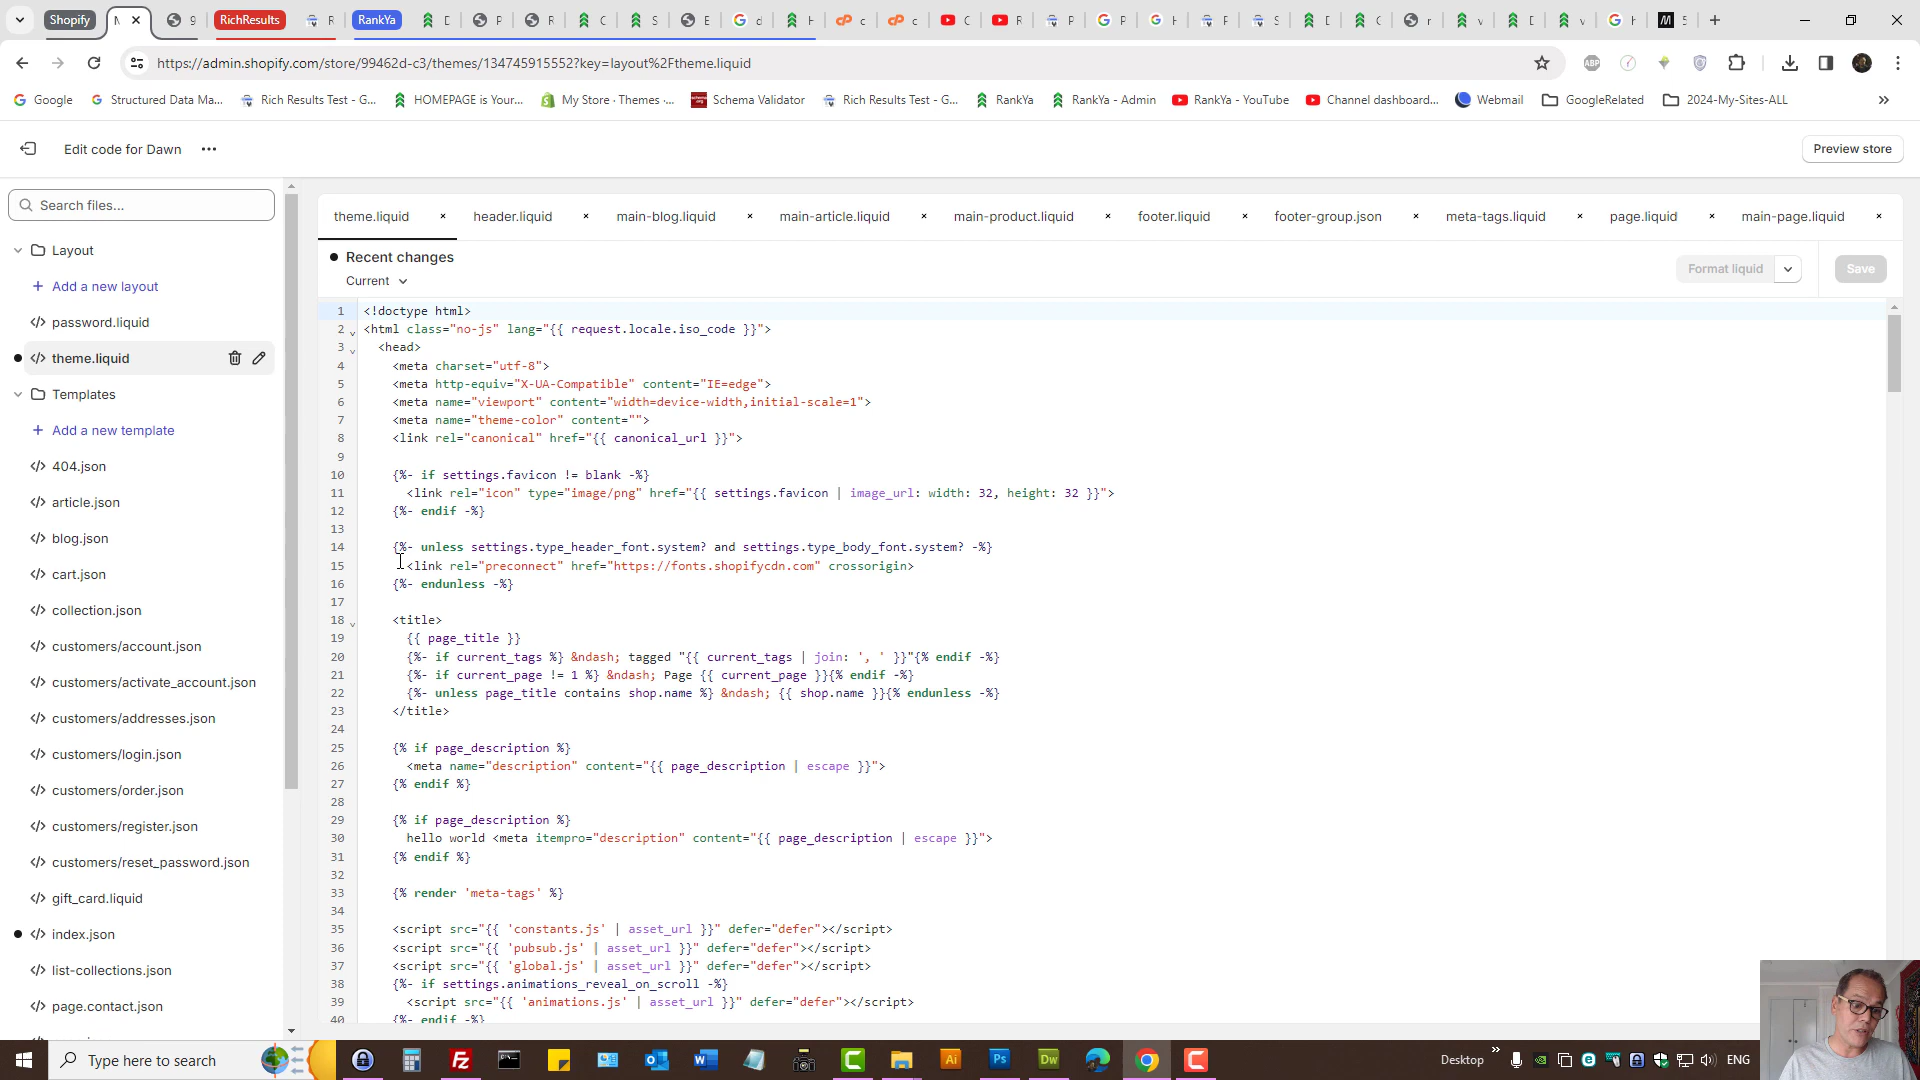 Shopify
RichResults
RankYa
https://admin.shopify.com/store/99462d-c3/themes/134745915552?key=layout%2Ftheme.liquid
Google
Structured Data Ma...
Rich Results Test - G...
HOMEPAGE is Your...
My Store · Themes ·...
Schema Validator
Rich Results Test - G...
RankYa
RankYa - Admin
RankYa - YouTube
Channel dashboard...
Webmail
GoogleRelated
2024-My-Sites-ALL
Edit code for Dawn
Preview store
Search files...
Layout
Add a new layout
password.liquid
theme.liquid
Templates
Add a new template
404.json
article.json
blog.json
cart.json
collection.json
customers/account.json
customers/activate_account.json
customers/addresses.json
customers/login.json
customers/order.json
customers/register.json
customers/reset_password.json
gift_card.liquid
index.json
list-collections.json
page.contact.json
theme.liquid
header.liquid
main-blog.liquid
main-article.liquid
main-product.liquid
footer.liquid
footer-group.json
meta-tags.liquid
page.liquid
main-page.liquid
Recent changes
Current
Format liquid
Save
1 <!doctype html>
2 <html class="no-js" lang="{{ request.locale.iso_code }}">
3 <head>
4 <meta charset="utf-8">
5 <meta http-equiv="X-UA-Compatible" content="IE=edge">
6 <meta name="viewport" content="width=device-width,initial-scale=1">
7 <meta name="theme-color" content="">
8 <link rel="canonical" href="{{ canonical_url }}">
9
10 {%- if settings.favicon != blank -%}
11 <link rel="icon" type="image/png" href="{{ settings.favicon | image_url: width: 32, height: 32 }}">
12 {%- endif -%}
13
14 {%- unless settings.type_header_font.system? and settings.type_body_font.system? -%}
15 <link rel="preconnect" href="https://fonts.shopifycdn.com" crossorigin>
16 {%- endunless -%}
17
18 <title>
19 {{ page_title }}
20 {%- if current_tags %} &ndash; tagged "{{ current_tags | join: ', ' }}"{% endif -%}
21 {%- if current_page != 1 %} &ndash; Page {{ current_page }}{% endif -%}
22 {%- unless page_title contains shop.name %} &ndash; {{ shop.name }}{% endunless -%}
23 </title>
24
25 {% if page_description %}
26 <meta name="description" content="{{ page_description | escape }}">
27 {% endif %}
28
29 {% if page_description %}
30 hello world <meta itempro="description" content="{{ page_description | escape }}">
31 {% endif %}
32
33 {% render 'meta-tags' %}
34
35 <script src="{{ 'constants.js' | asset_url }}" defer="defer"></script>
36 <script src="{{ 'pubsub.js' | asset_url }}" defer="defer"></script>
37 <script src="{{ 'global.js' | asset_url }}" defer="defer"></script>
38 {%- if settings.animations_reveal_on_scroll -%}
39 <script src="{{ 'animations.js' | asset_url }}" defer="defer"></script>
40 {%- endif -%}
Type here to search
Desktop
ENG